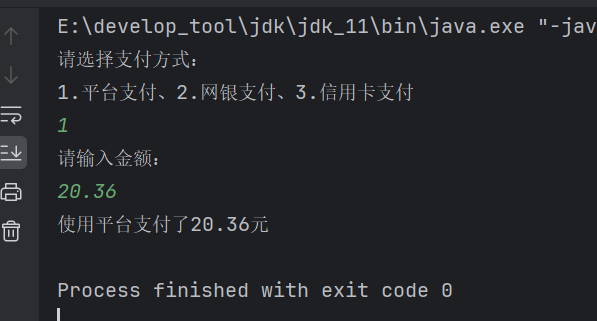 E:\develop_tool\jdk\jdk_11\bin\java.exe "-jav
请选择支付方式：
1.平台支付、2.网银支付、3.信用卡支付
1
请输入金额：
20.36
使用平台支付了20.36元
Process finished with exit code 0